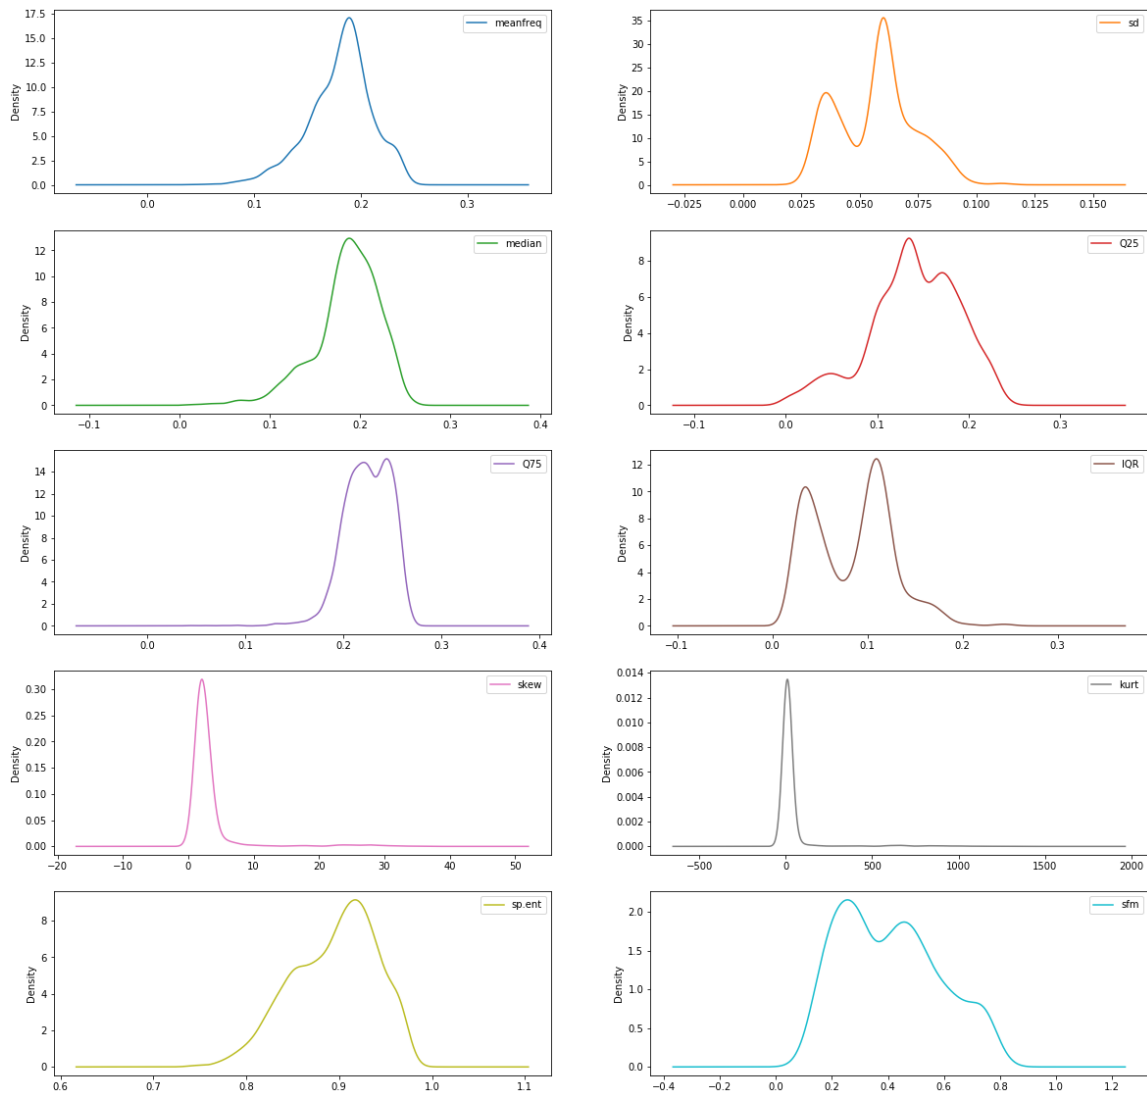 17.5
15.0
12.5
10.0
7.5
5.0
2.5
0.0
Density
meanfreq
0.0 0.1 0.2 0.3
35
30
25
20
15
10
5
0
Density
sd
−0.025 0.000 0.025 0.050 0.075 0.100 0.125 0.150
12
10
8
6
4
2
0
Density
median
−0.1 0.0 0.1 0.2 0.3 0.4
8
6
4
2
0
Density
Q25
−0.1 0.0 0.1 0.2 0.3
14
12
10
8
6
4
2
0
Density
Q75
0.0 0.1 0.2 0.3 0.4
12
10
8
6
4
2
0
Density
IQR
−0.1 0.0 0.1 0.2 0.3
0.30
0.25
0.20
0.15
0.10
0.05
0.00
Density
skew
−20 −10 0 10 20 30 40 50
0.014
0.012
0.010
0.008
0.006
0.004
0.002
0.000
Density
kurt
−500 0 500 1000 1500 2000
8
6
4
2
0
Density
sp.ent
0.6 0.7 0.8 0.9 1.0 1.1
2.0
1.5
1.0
0.5
0.0
Density
sfm
−0.4 −0.2 0.0 0.2 0.4 0.6 0.8 1.0 1.2